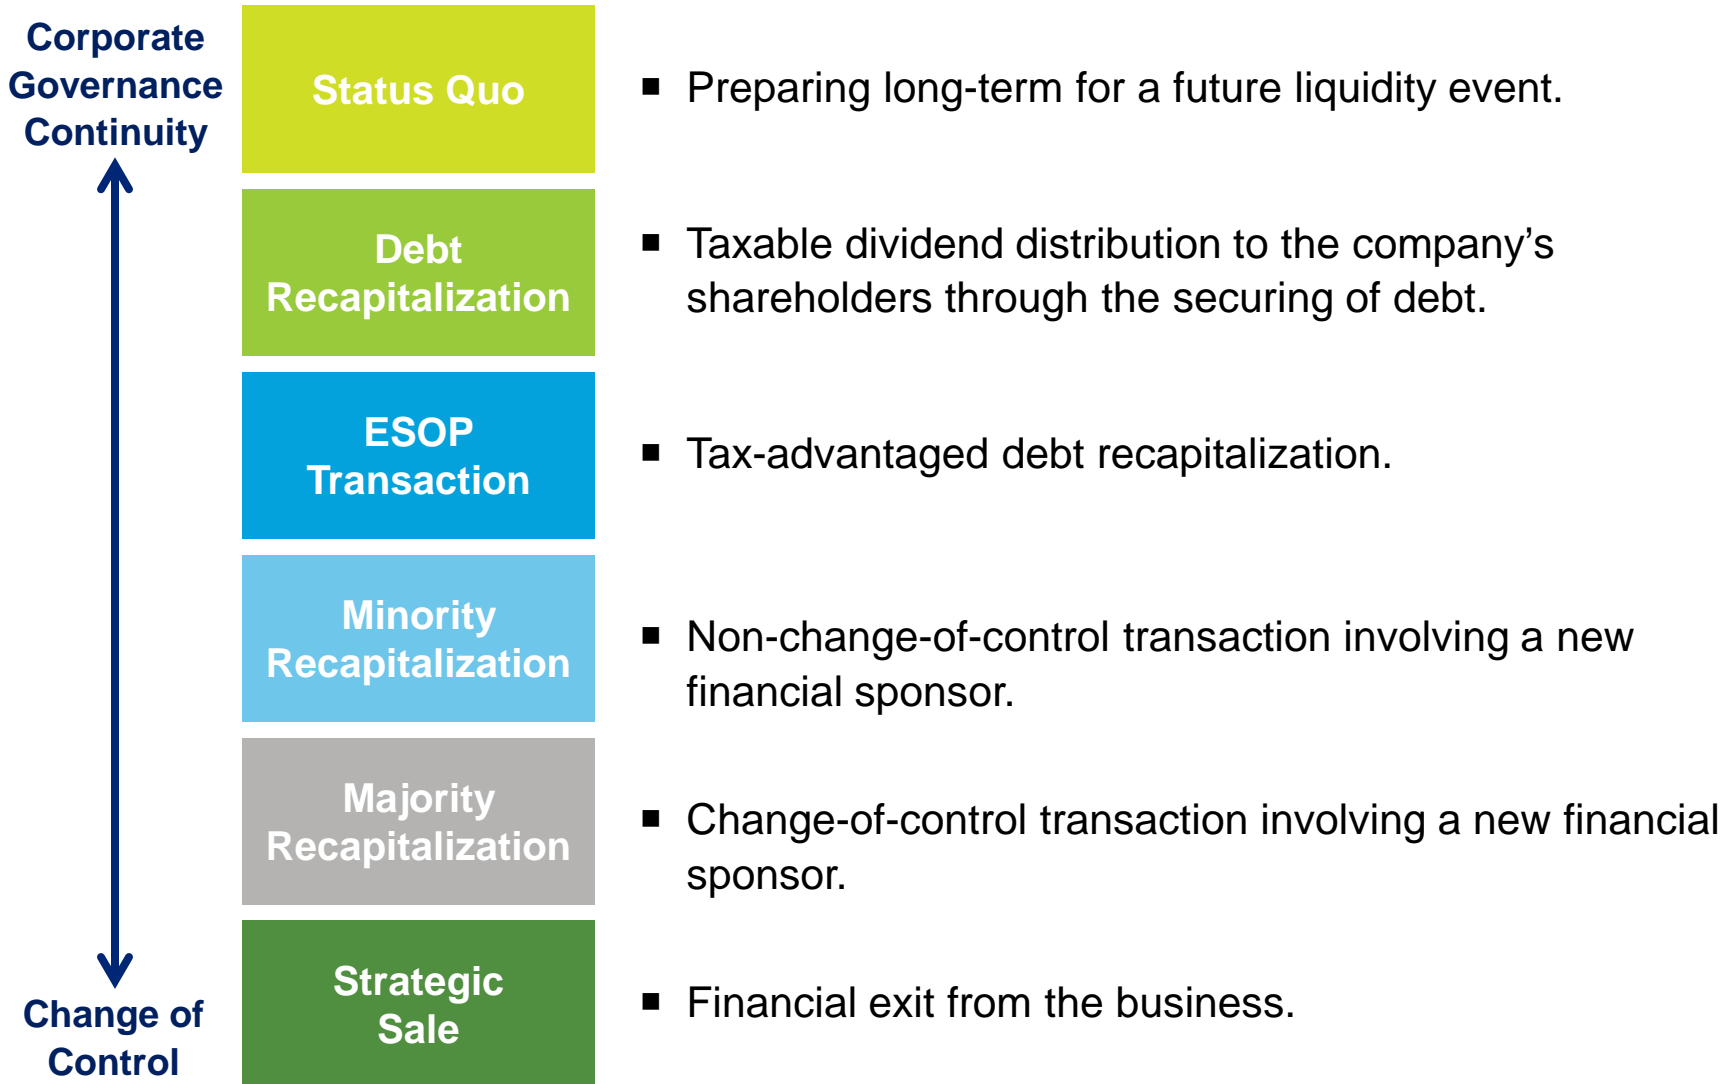 Corporate
Governance
Continuity
Status Quo
■ Preparing long-term for a future liquidity event.
Debt
Recapitalization
■ Taxable dividend distribution to the company’s
shareholders through the securing of debt.
ESOP
Transaction
■ Tax-advantaged debt recapitalization.
Minority
Recapitalization
■ Non-change-of-control transaction involving a new
financial sponsor.
Majority
Recapitalization
■ Change-of-control transaction involving a new financial
sponsor.
Strategic
Sale
■ Financial exit from the business.
Change of
Control